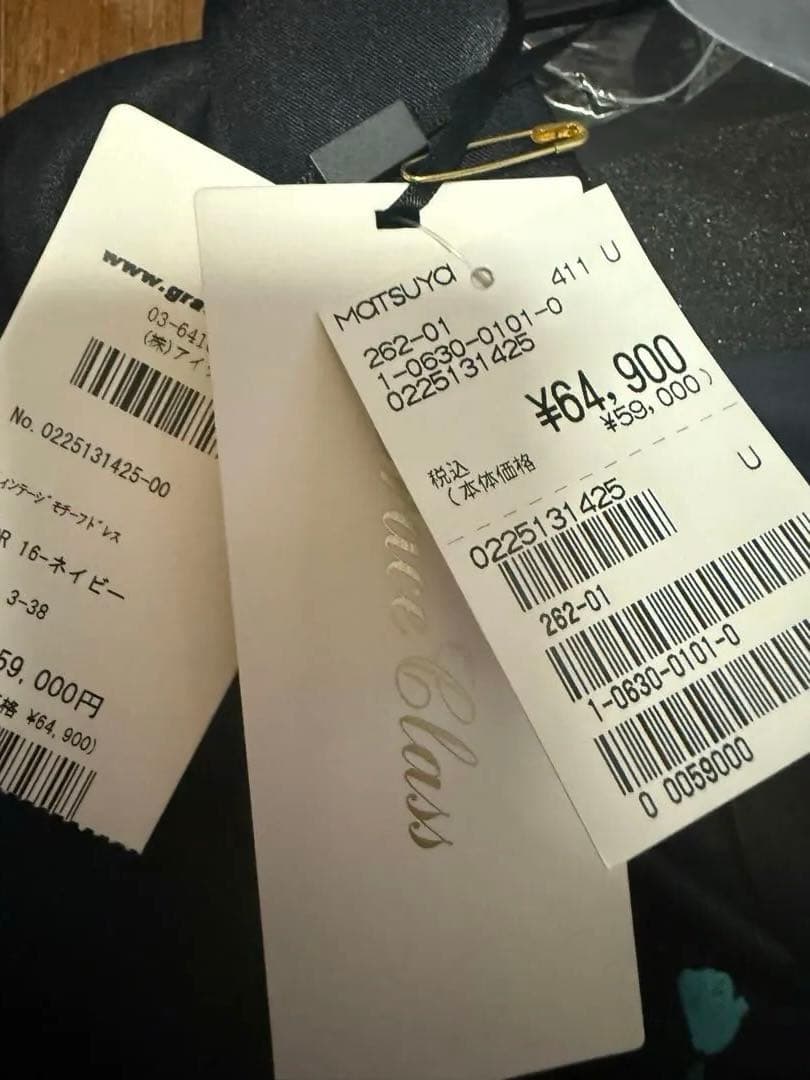 www.gra
03-641
(株)アイ
No. 0225131425-00
ィンテージモチーフドレス
R 16-ネイビー
3-38
59,000円
格 ¥64,900)
race Class
MATSUYA
411 U
262-01
1-0630-0101-0
0225131425
¥64,900
税込
(本体価格 ¥59,000)
U
0225131425
262-01
1-0630-0101-0
0 0059000